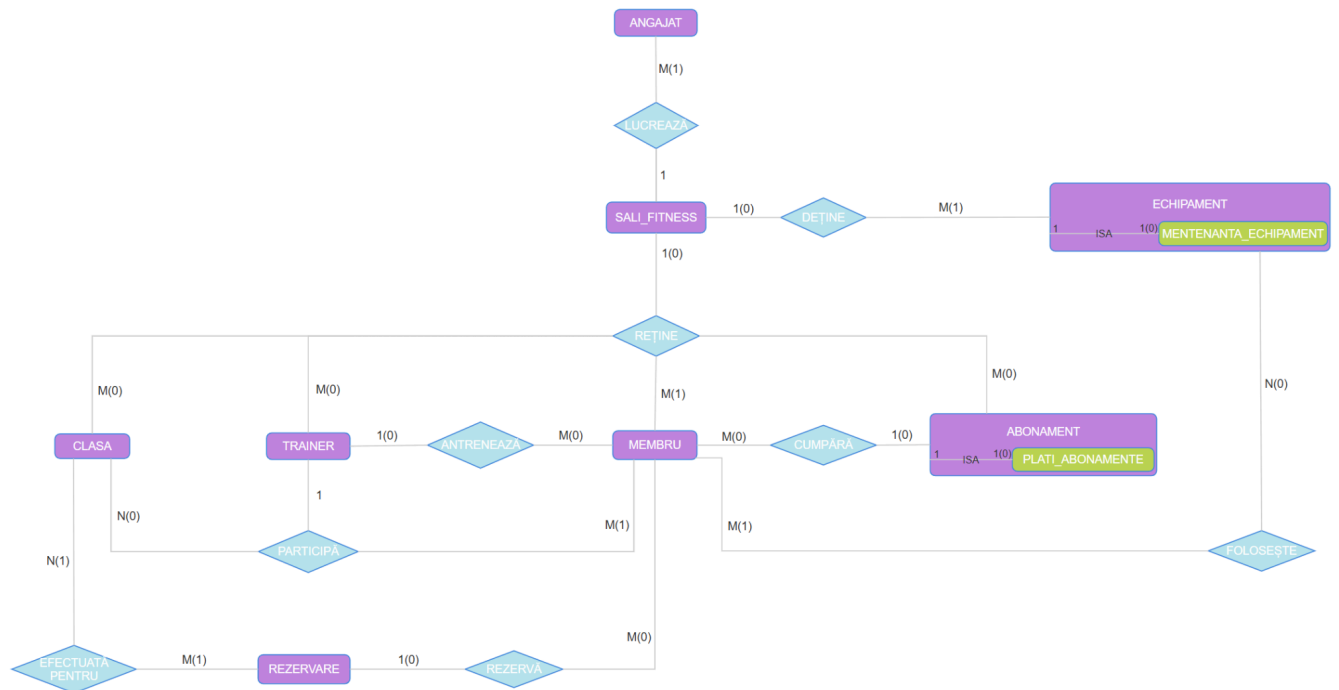 ANGAJAT
M(1)
LUCREAZĂ
1
SALI_FITNESS
1(0)
DEȚINE
M(1)
ECHIPAMENT
1
ISA
1(0)
MENTENANTA_ECHIPAMENT
1(0)
REȚINE
M(0)
M(0)
M(1)
M(0)
N(0)
CLASA
TRAINER
1(0)
ANTRENEAZĂ
M(0)
MEMBRU
M(0)
CUMPĂRĂ
1(0)
ABONAMENT
1
ISA
1(0)
PLATI_ABONAMENTE
N(0)
1
M(1)
M(1)
N(1)
PARTICIPĂ
FOLOSEȘTE
M(0)
EFECTUATĂ
PENTRU
M(1)
REZERVARE
1(0)
REZERVĂ